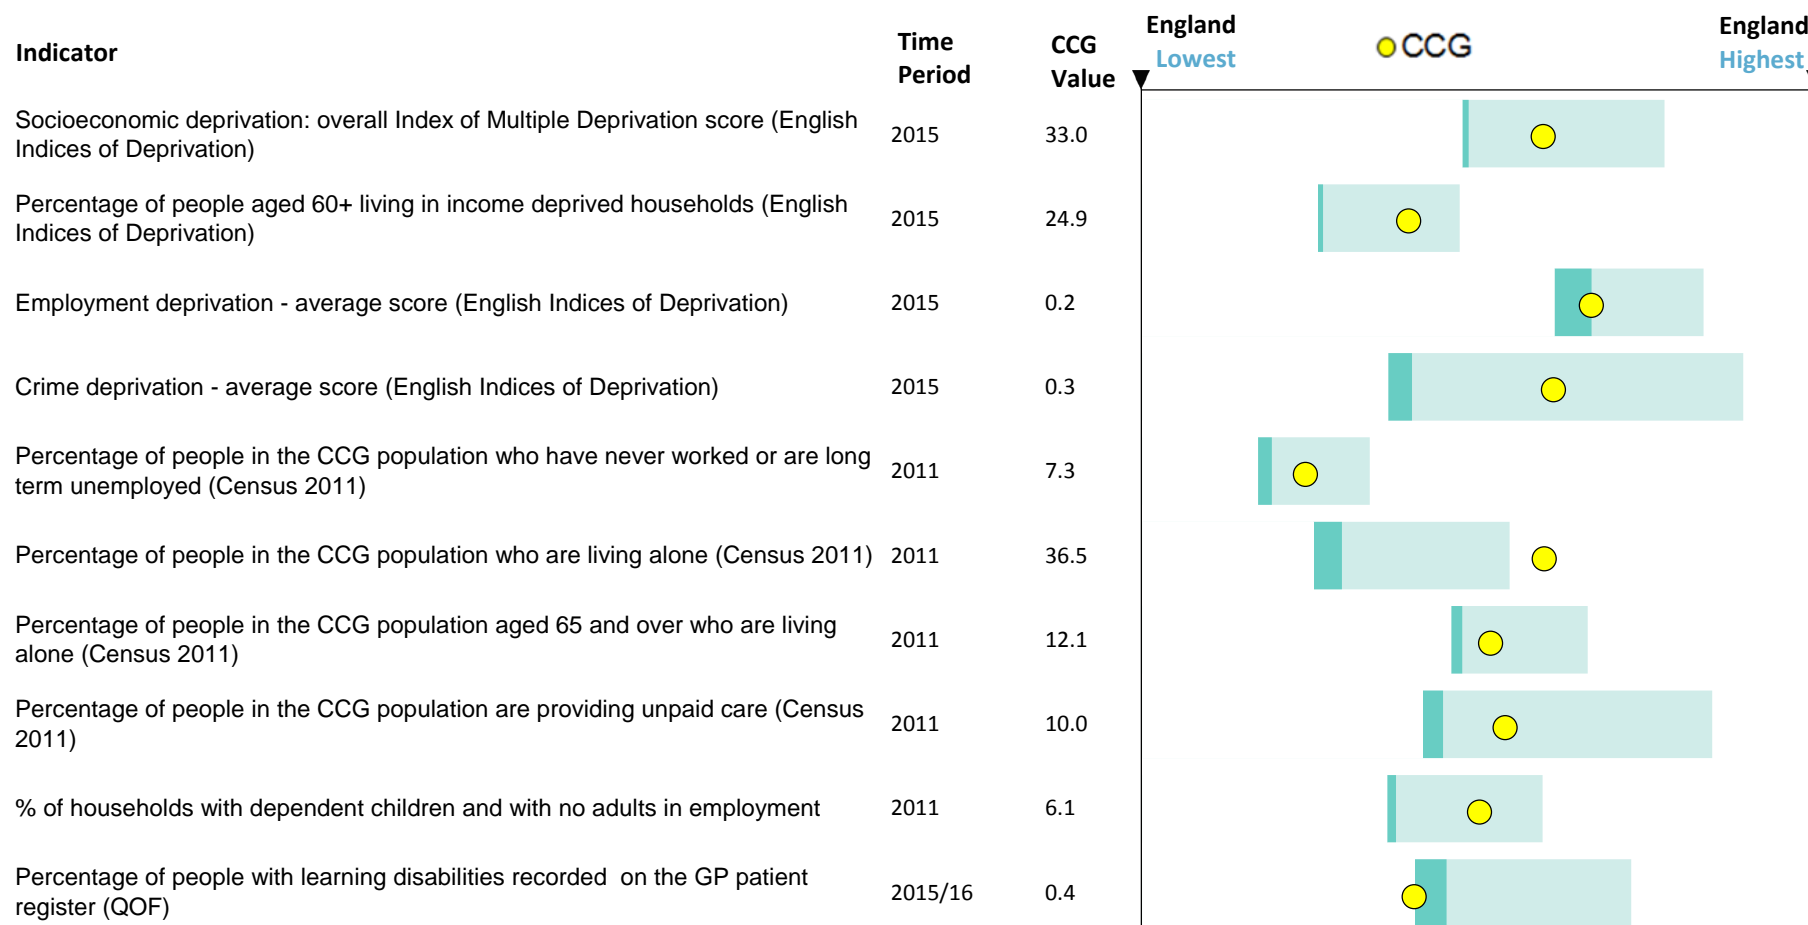 Indicator
Time
Period
CCG
Value
England
Lowest
CCG
England
Highest
Socioeconomic deprivation: overall Index of Multiple Deprivation score (English
Indices of Deprivation)
2015
33.0
Percentage of people aged 60+ living in income deprived households (English
Indices of Deprivation)
2015
24.9
Employment deprivation - average score (English Indices of Deprivation)
2015
0.2
Crime deprivation - average score (English Indices of Deprivation)
2015
0.3
Percentage of people in the CCG population who have never worked or are long
term unemployed (Census 2011)
2011
7.3
Percentage of people in the CCG population who are living alone (Census 2011)
2011
36.5
Percentage of people in the CCG population aged 65 and over who are living
alone (Census 2011)
2011
12.1
Percentage of people in the CCG population are providing unpaid care (Census
2011)
2011
10.0
% of households with dependent children and with no adults in employment
2011
6.1
Percentage of people with learning disabilities recorded  on the GP patient
register (QOF)
2015/16
0.4